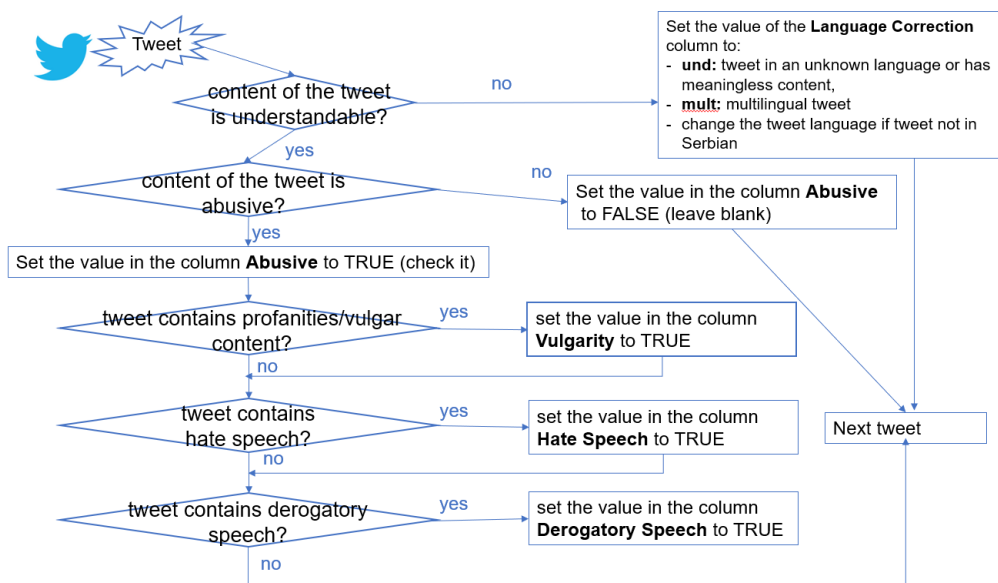 Tweet
content of the tweet
is understandable?
no
Set the value of the Language Correction
column to:
- und: tweet in an unknown language or has
meaningless content,
- mult: multilingual tweet
- change the tweet language if tweet not in
Serbian
yes
content of the tweet is
abusive?
no
Set the value in the column Abusive
to FALSE (leave blank)
yes
Set the value in the column Abusive to TRUE (check it)
tweet contains profanities/vulgar
content?
yes
set the value in the column
Vulgarity to TRUE
no
tweet contains
hate speech?
yes
set the value in the column
Hate Speech to TRUE
Next tweet
no
tweet contains derogatory
speech?
yes
set the value in the column
Derogatory Speech to TRUE
no